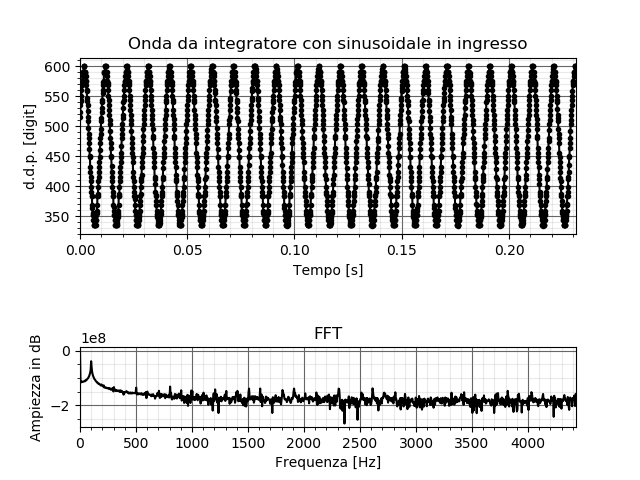 Onda da integratore con sinusoidale in ingresso
600
550
500
450
400
350
d.d.p. [digit]
0.00 0.05 0.10 0.15 0.20
Tempo [s]
FFT
1e8
0
−2
Ampiezza in dB
0 500 1000 1500 2000 2500 3000 3500 4000
Frequenza [Hz]